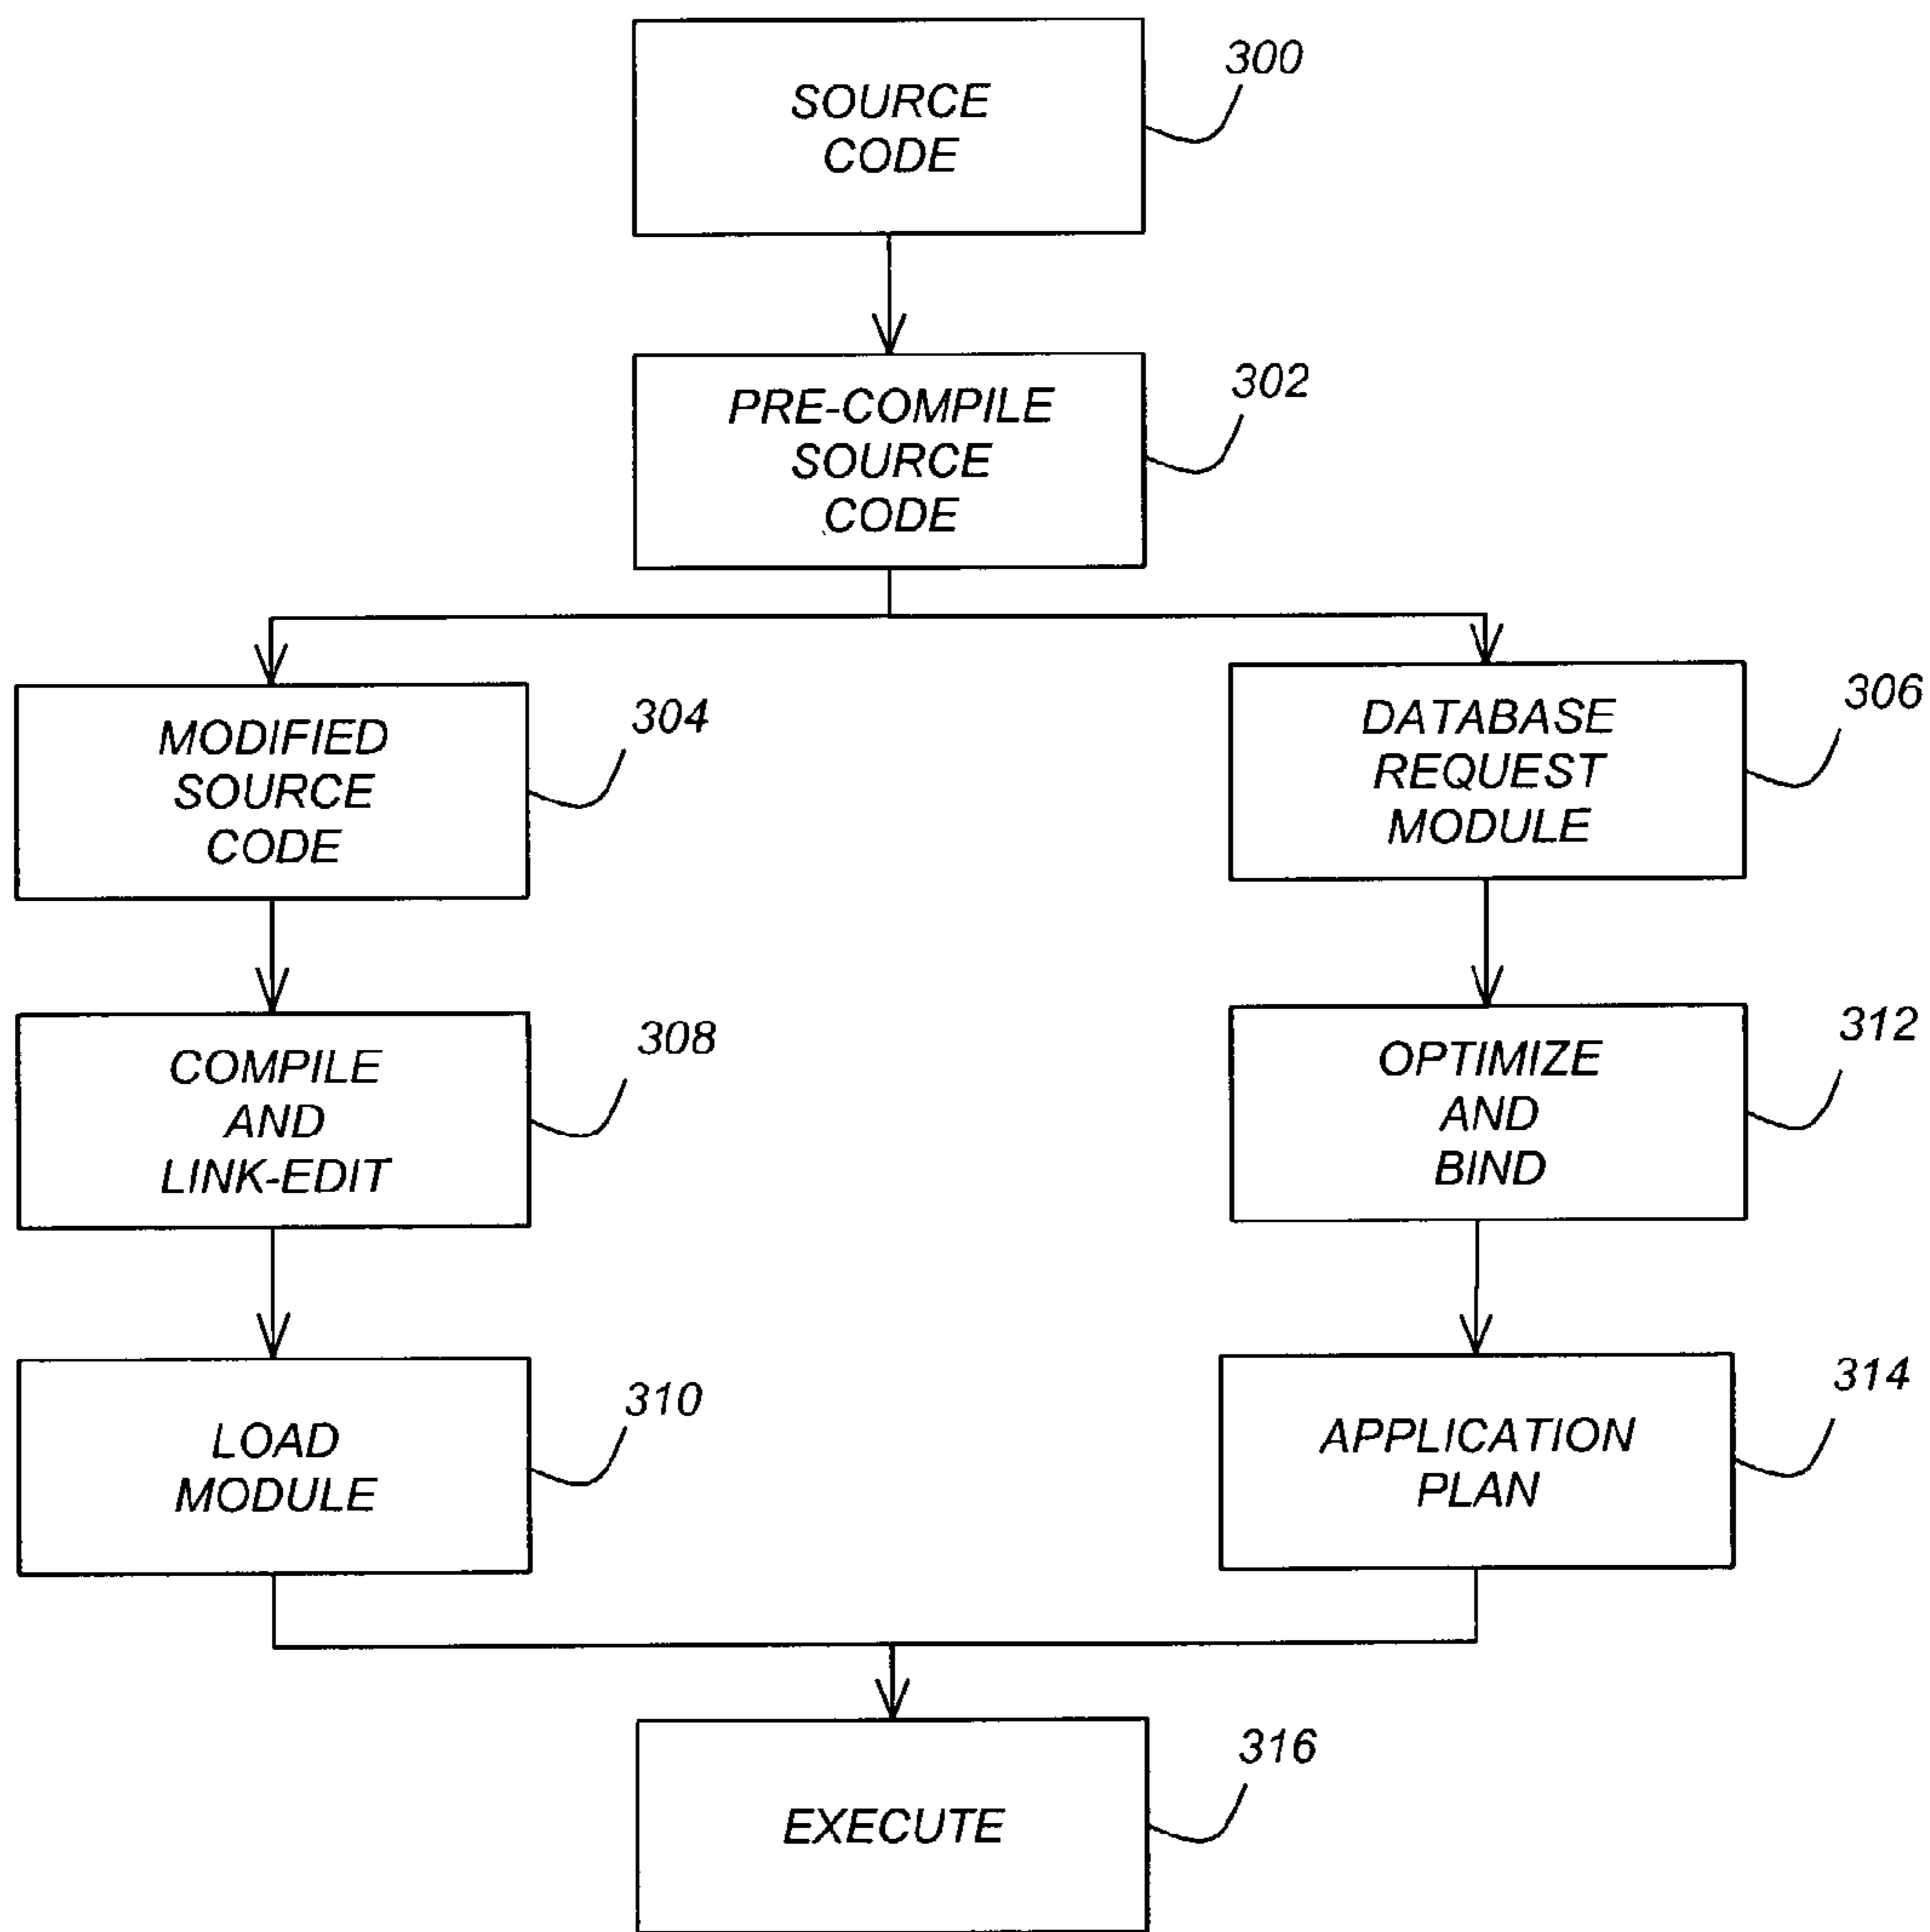 SOURCE
CODE
300
PRE-COMPILE
SOURCE
CODE
302
MODIFIED
SOURCE
CODE
304
DATABASE
REQUEST
MODULE
306
COMPILE
AND
LINK-EDIT
308
OPTIMIZE
AND
BIND
312
LOAD
MODULE
310
APPLICATION
PLAN
314
EXECUTE
316